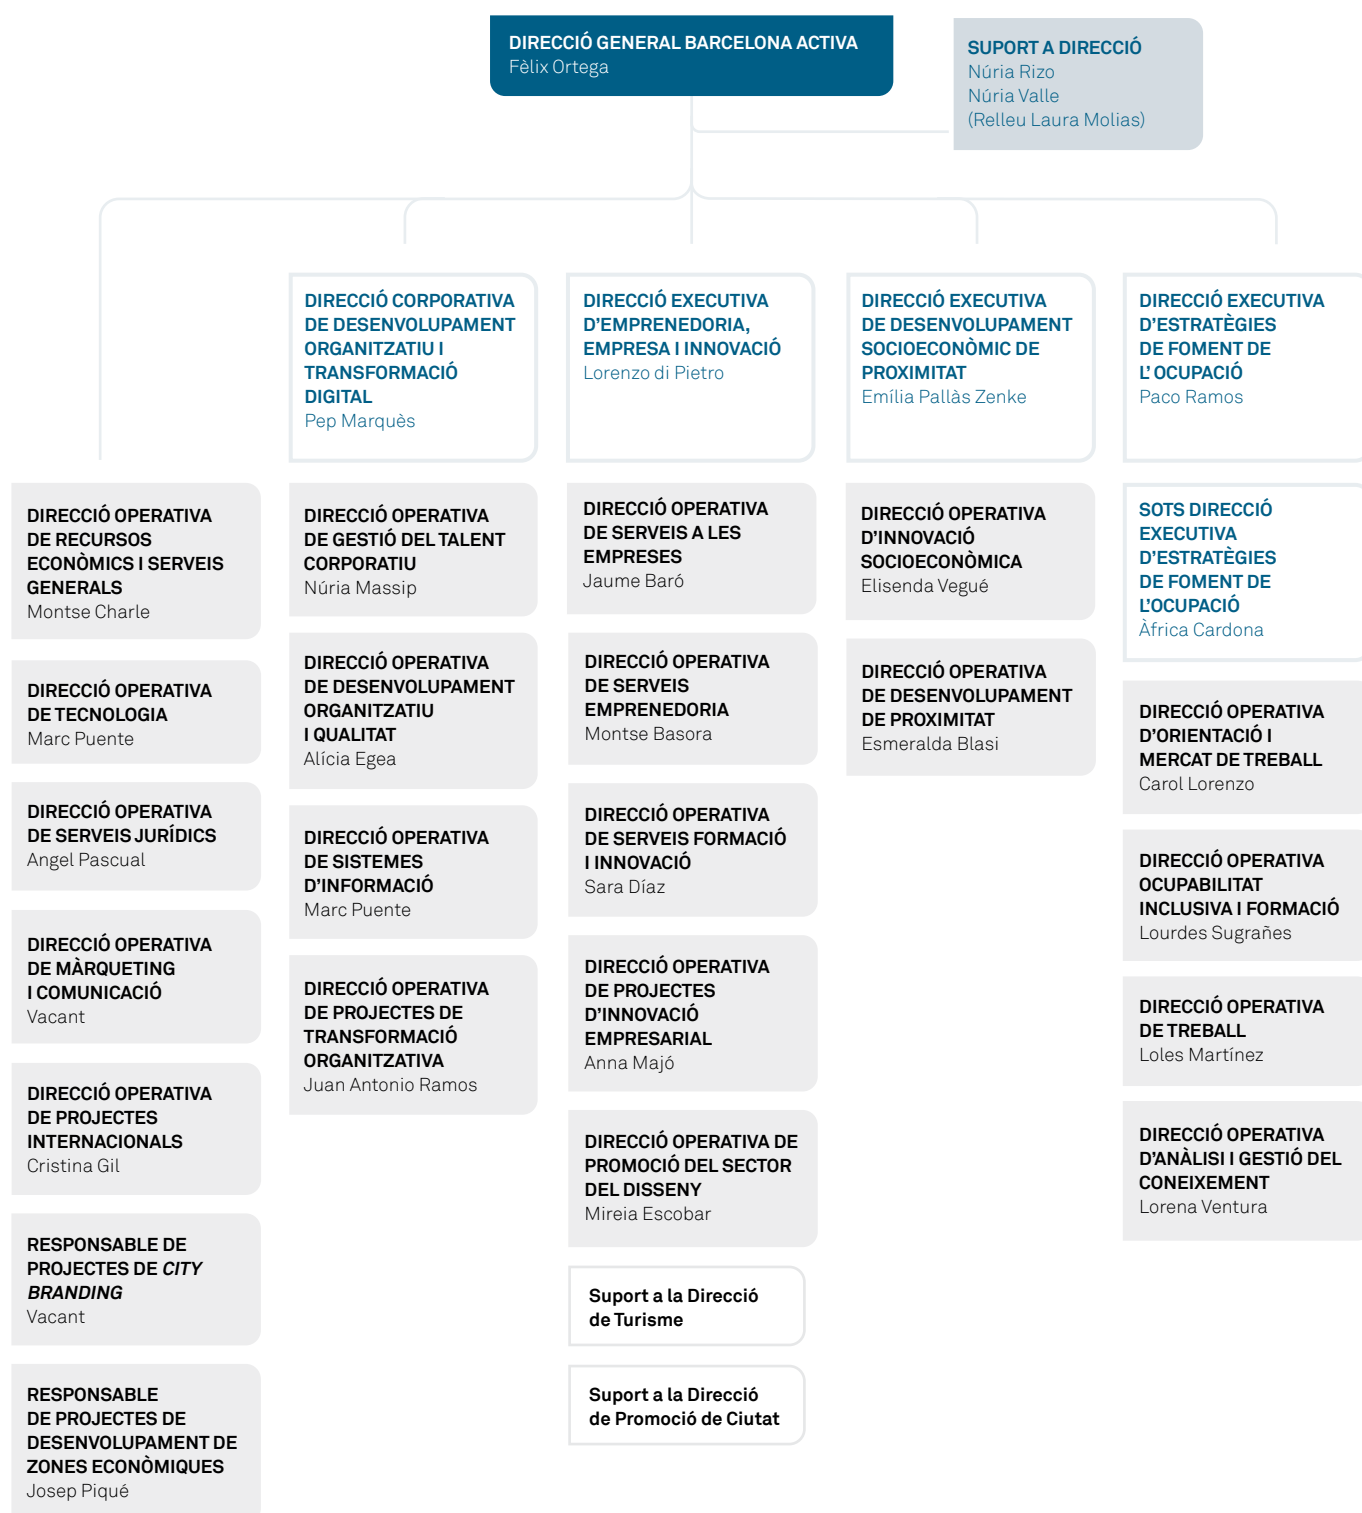 DIRECCIÓ GENERAL BARCELONA ACTIVA
Fèlix Ortega
SUPORT A DIRECCIÓ
Núria Rizo
Núria Valle
(Relleu Laura Molias)
DIRECCIÓ CORPORATIVA
DE DESENVOLUPAMENT
ORGANITZATIU I
TRANSFORMACIÓ
DIGITAL
Pep Marquès
DIRECCIÓ EXECUTIVA
D’EMPRENEDORIA,
EMPRESA I INNOVACIÓ
Lorenzo di Pietro
DIRECCIÓ EXECUTIVA
DE DESENVOLUPAMENT
SOCIOECONÒMIC DE
PROXIMITAT
Emília Pallàs Zenke
DIRECCIÓ EXECUTIVA
D’ESTRATÈGIES
DE FOMENT DE
L’ OCUPACIÓ
Paco Ramos
DIRECCIÓ OPERATIVA
DE RECURSOS
ECONÒMICS I SERVEIS
GENERALS
Montse Charle
DIRECCIÓ OPERATIVA
DE TECNOLOGIA
Marc Puente
DIRECCIÓ OPERATIVA
DE SERVEIS JURÍDICS
Angel Pascual
DIRECCIÓ OPERATIVA
DE MÀRQUETING
I COMUNICACIÓ
Vacant
DIRECCIÓ OPERATIVA
DE PROJECTES
INTERNACIONALS
Cristina Gil
RESPONSABLE DE
PROJECTES DE CITY
BRANDING
Vacant
RESPONSABLE
DE PROJECTES DE
DESENVOLUPAMENT DE
ZONES ECONÒMIQUES
Josep Piqué
DIRECCIÓ OPERATIVA
DE GESTIÓ DEL TALENT
CORPORATIU
Núria Massip
DIRECCIÓ OPERATIVA
DE DESENVOLUPAMENT
ORGANITZATIU
I QUALITAT
Alícia Egea
DIRECCIÓ OPERATIVA
DE SISTEMES
D’INFORMACIÓ
Marc Puente
DIRECCIÓ OPERATIVA
DE PROJECTES DE
TRANSFORMACIÓ
ORGANITZATIVA
Juan Antonio Ramos
DIRECCIÓ OPERATIVA
DE SERVEIS A LES
EMPRESES
Jaume Baró
DIRECCIÓ OPERATIVA
DE SERVEIS
EMPRENEDORIA
Montse Basora
DIRECCIÓ OPERATIVA
DE SERVEIS FORMACIÓ
I INNOVACIÓ
Sara Díaz
DIRECCIÓ OPERATIVA
DE PROJECTES
D’INNOVACIÓ
EMPRESARIAL
Anna Majó
DIRECCIÓ OPERATIVA DE
PROMOCIÓ DEL SECTOR
DEL DISSENY
Mireia Escobar
Suport a la Direcció
de Turisme
Suport a la Direcció
de Promoció de Ciutat
DIRECCIÓ OPERATIVA
D’INNOVACIÓ
SOCIOECONÒMICA
Elisenda Vegué
DIRECCIÓ OPERATIVA
DE DESENVOLUPAMENT
DE PROXIMITAT
Esmeralda Blasi
SOTS DIRECCIÓ
EXECUTIVA
D’ESTRATÈGIES
DE FOMENT DE
L’OCUPACIÓ
Àfrica Cardona
DIRECCIÓ OPERATIVA
D’ORIENTACIÓ I
MERCAT DE TREBALL
Carol Lorenzo
DIRECCIÓ OPERATIVA
OCUPABILITAT
INCLUSIVA I FORMACIÓ
Lourdes Sugrañes
DIRECCIÓ OPERATIVA
DE TREBALL
Loles Martínez
DIRECCIÓ OPERATIVA
D’ANÀLISI I GESTIÓ DEL
CONEIXEMENT
Lorena Ventura